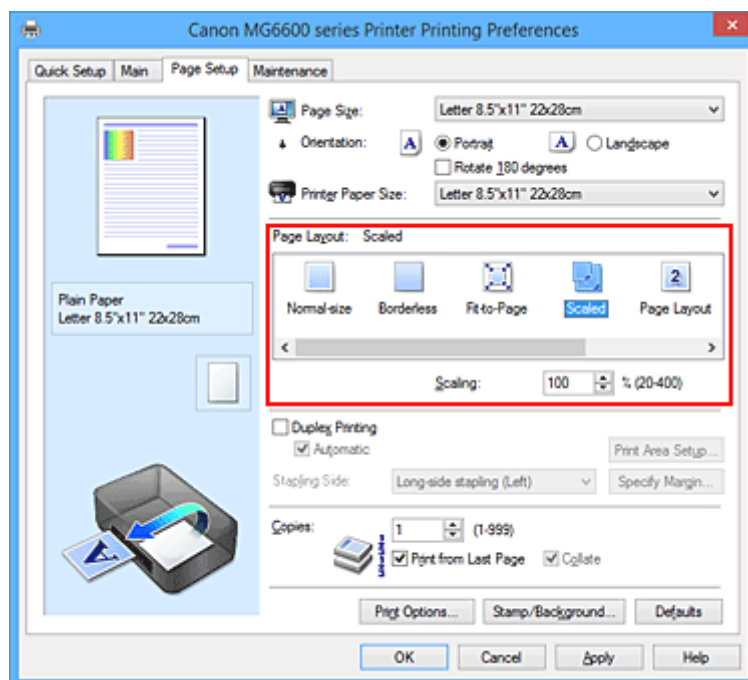 Canon MG6600 series Printer Printing Preferences
Quick Setup Main Page Setup Maintenance
Page Size: Letter 8.5"x11" 22x28cm
Orientation: A Portrait A Landscape
Rotate 180 degrees
Printer Paper Size: Letter 8.5"x11" 22x28cm
Page Layout: Scaled
Normal-size Borderless Fit-to-Page Scaled Page Layout
2
Scaling: 100 % (20-400)
Plain Paper
Letter 8.5"x11" 22x28cm
Duplex Printing
Automatic Print Area Setup...
Stapling Side: Long-side stapling (Left) Specify Margin...
Copies: 1 (1-999)
Print from Last Page Collate
A
Print Options... Stamp/Background... Defaults
OK Cancel Apply Help